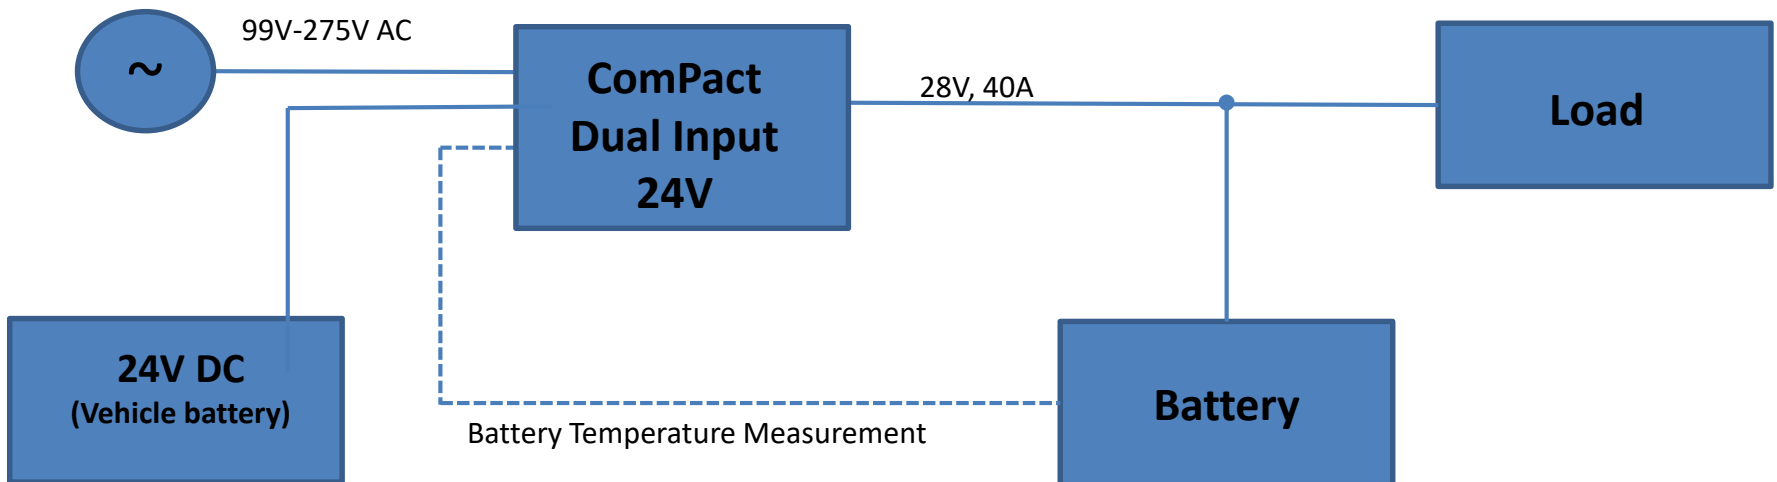 99V-275V AC
~
ComPact
Dual Input
24V
28V, 40A
Load
24V DC
(Vehicle battery)
Battery
Battery Temperature Measurement